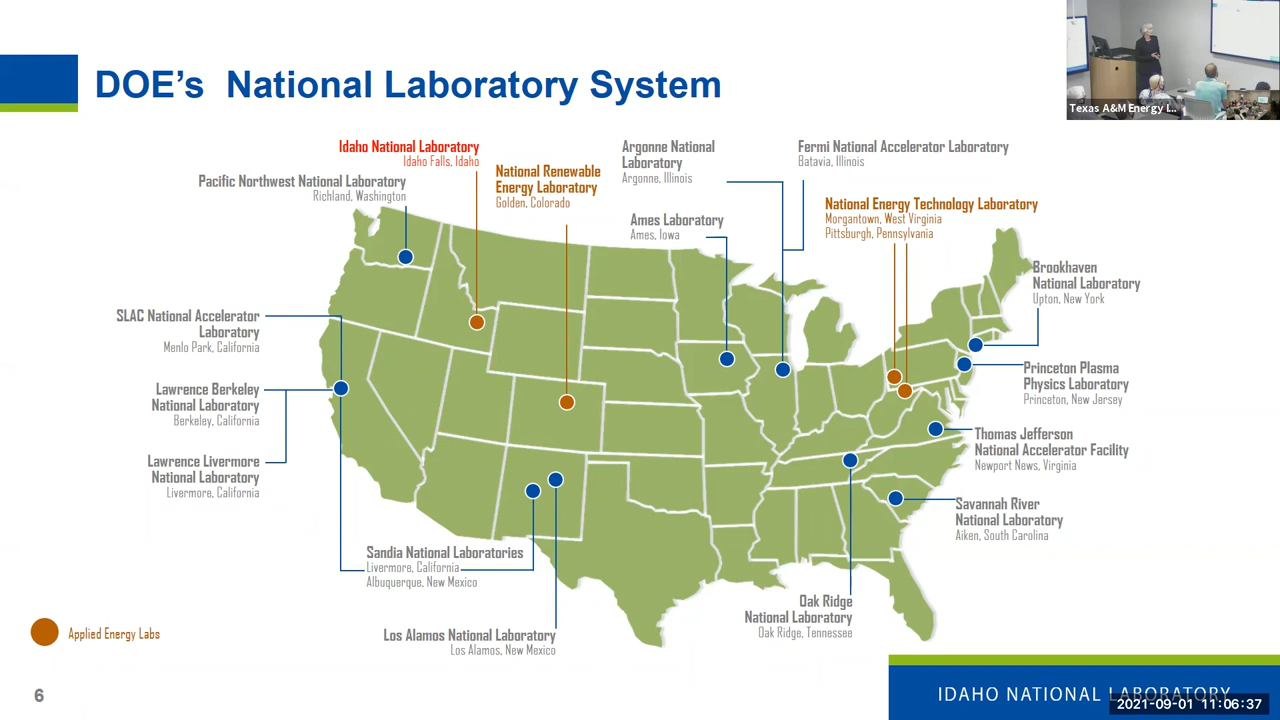 DOE's National Laboratory System
Texas A&M Energy I...
Idaho National Laboratory
Idaho Falls, Idaho
Pacific Northwest National Laboratory
Richland, Washington
National Renewable
Energy Laboratory
Golden, Colorado
Argonne National
Laboratory
Argonne, Illinois
Ames Laboratory
Ames, Iowa
Fermi National Accelerator Laboratory
Batavia, Illinois
National Energy Technology Laboratory
Morgantown, West Virginia
Pittsburgh, Pennsylvania
Brookhaven
National Laboratory
Upton, New York
SLAC National Accelerator
Laboratory
Menlo Park, California
Lawrence Berkeley
National Laboratory
Berkeley, California
Lawrence Livermore
National Laboratory
Livermore, California
Princeton Plasma
Physics Laboratory
Princeton, New Jersey
Thomas Jefferson
National Accelerator Facility
Newport News, Virginia
Savannah River
National Laboratory
Aiken, South Carolina
Sandia National Laboratories
Livermore, California
Albuquerque, New Mexico
Oak Ridge
National Laboratory
Oak Ridge, Tennessee
Los Alamos National Laboratory
Los Alamos, New Mexico
Applied Energy Labs
6
IDAHO NATIONAL LABORATORY
2021-09-01 11:06:37